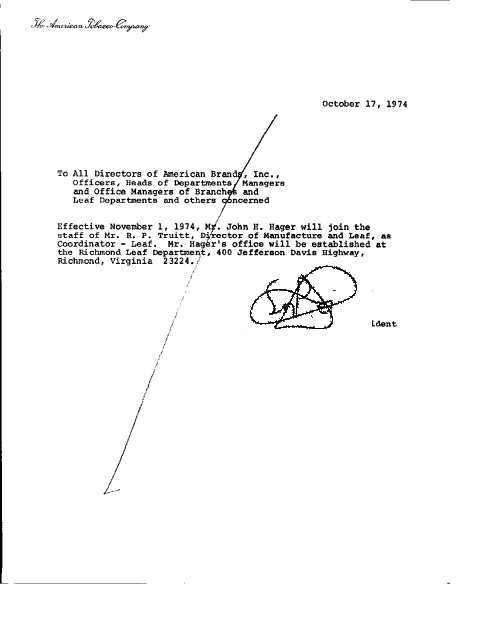 The American Tobacco Company
October 17, 1974
To All Directors of American Brands, Inc.,
Officers, Heads of Departments, Managers
and Office Managers of Branches and
Leaf Departments and others concerned
Effective November 1, 1974, Mr. John H. Hager will join the
staff of Mr. R. P. Truitt, Director of Manufacture and Leaf, as
Coordinator - Leaf. Mr. Hager's office will be established at
the Richmond Leaf Department, 400 Jefferson Davis Highway,
Richmond, Virginia 23224.
ident